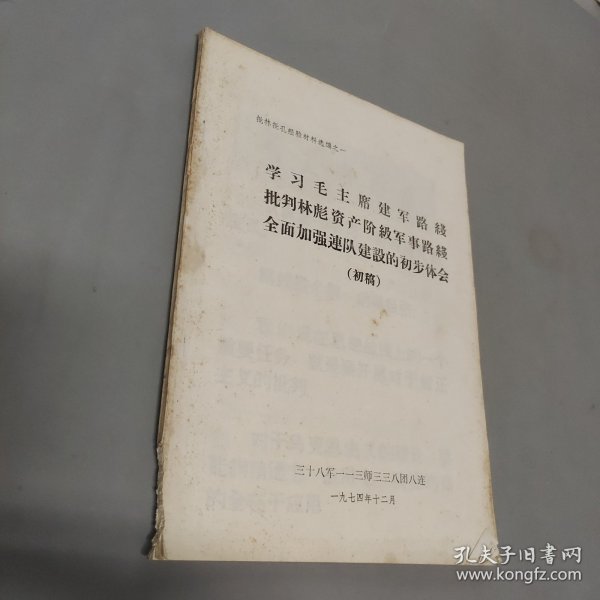 批林批孔经验材料选编之一
学习毛主席建军路綫
批判林彪资产阶級军事路綫
全面加强連队建設的初步体会
(初稿)
三十八军一一三师三三八团八连
一九七四年十二月
孔夫子旧书网
www.kongfz.com